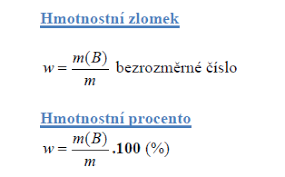 Hmotnostní zlomek
w = m(B) / m bezrozměrné číslo
Hmotnostní procento
w = m(B) / m .100 (%)